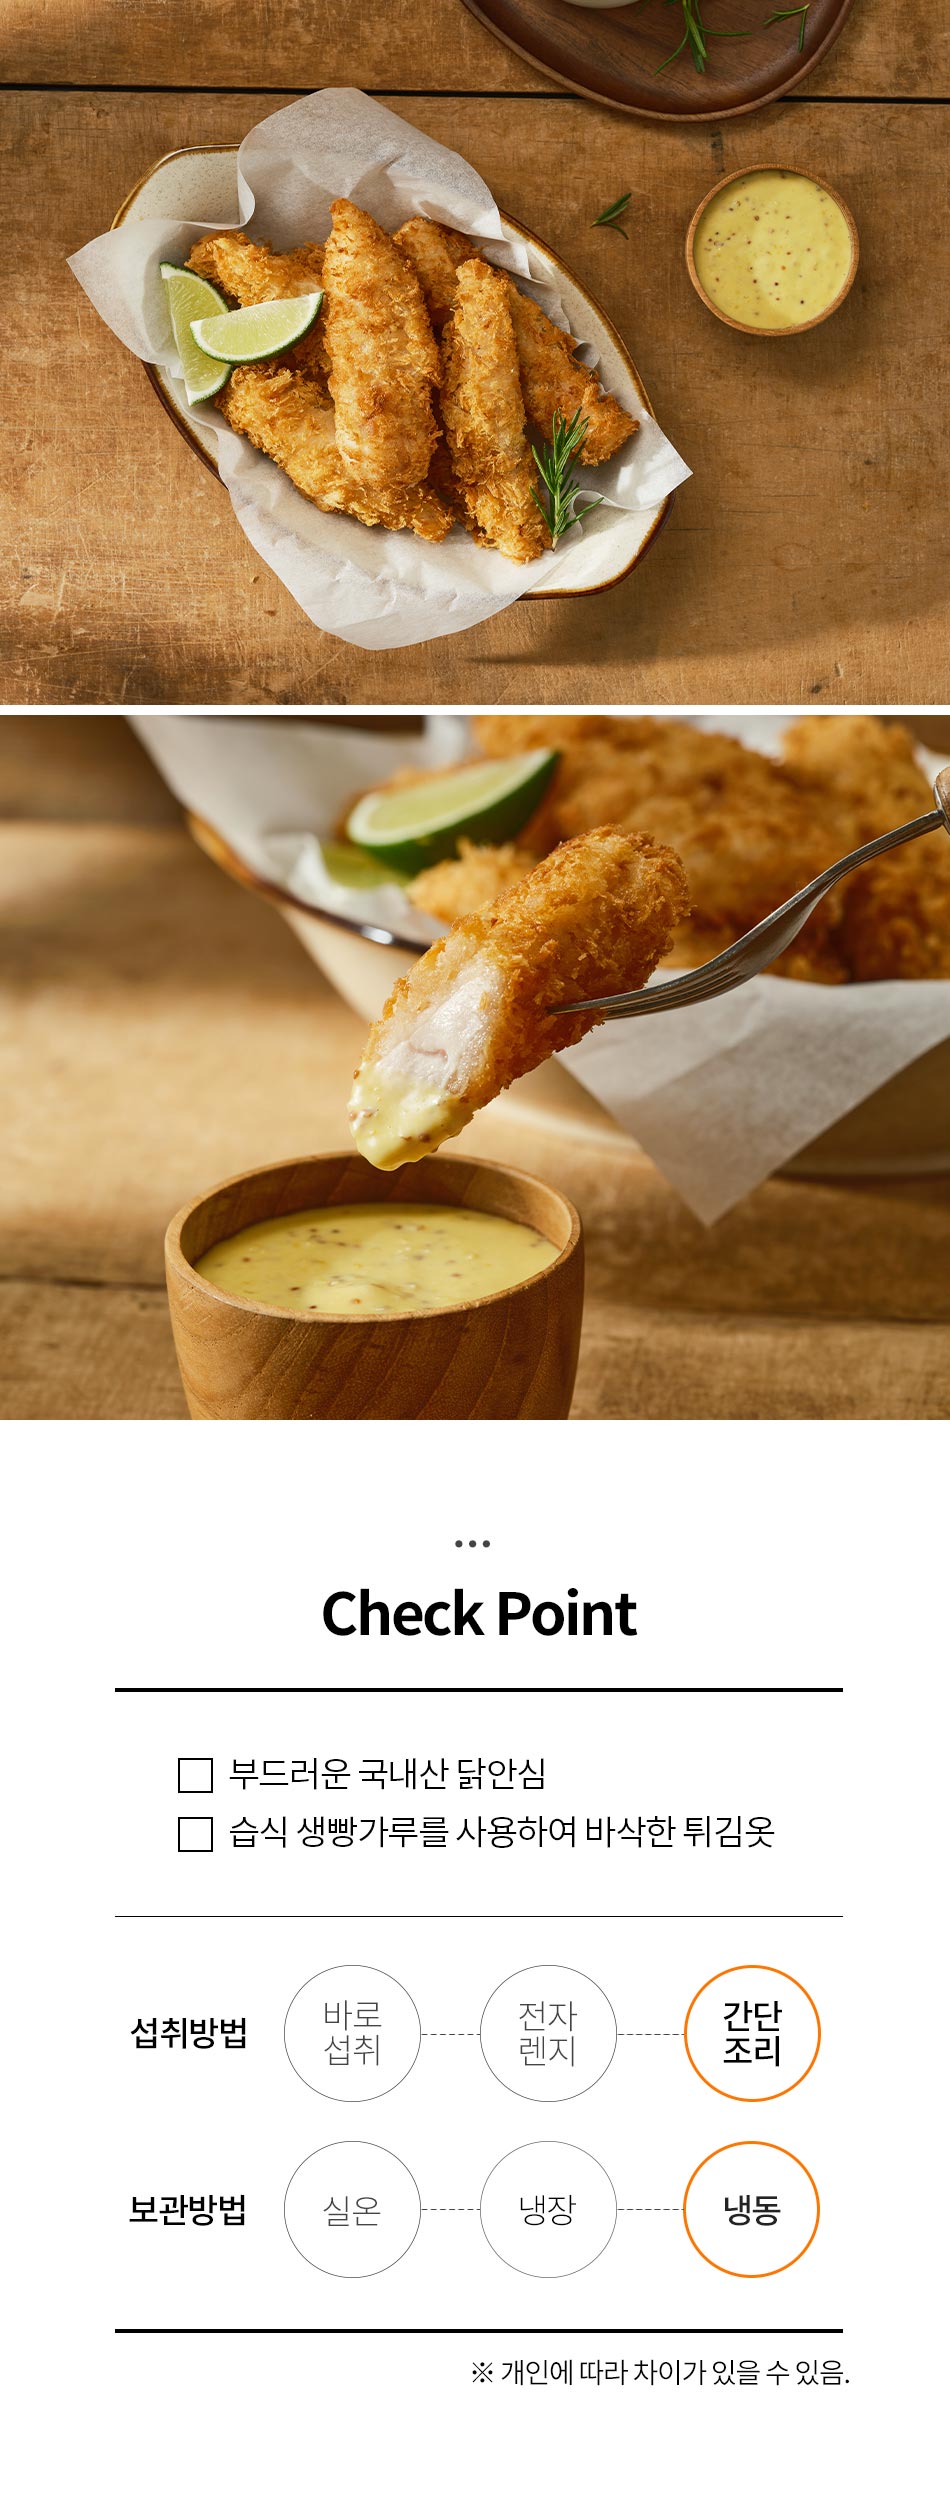 Check Point
부드러운 국내산 닭안심
습식 생빵가루를 사용하여 바삭한 튀김옷
섭취방법
바로
섭취
전자
렌지
간단
조리
보관방법
실온
냉장
냉동
※ 개인에 따라 차이가 있을 수 있음.